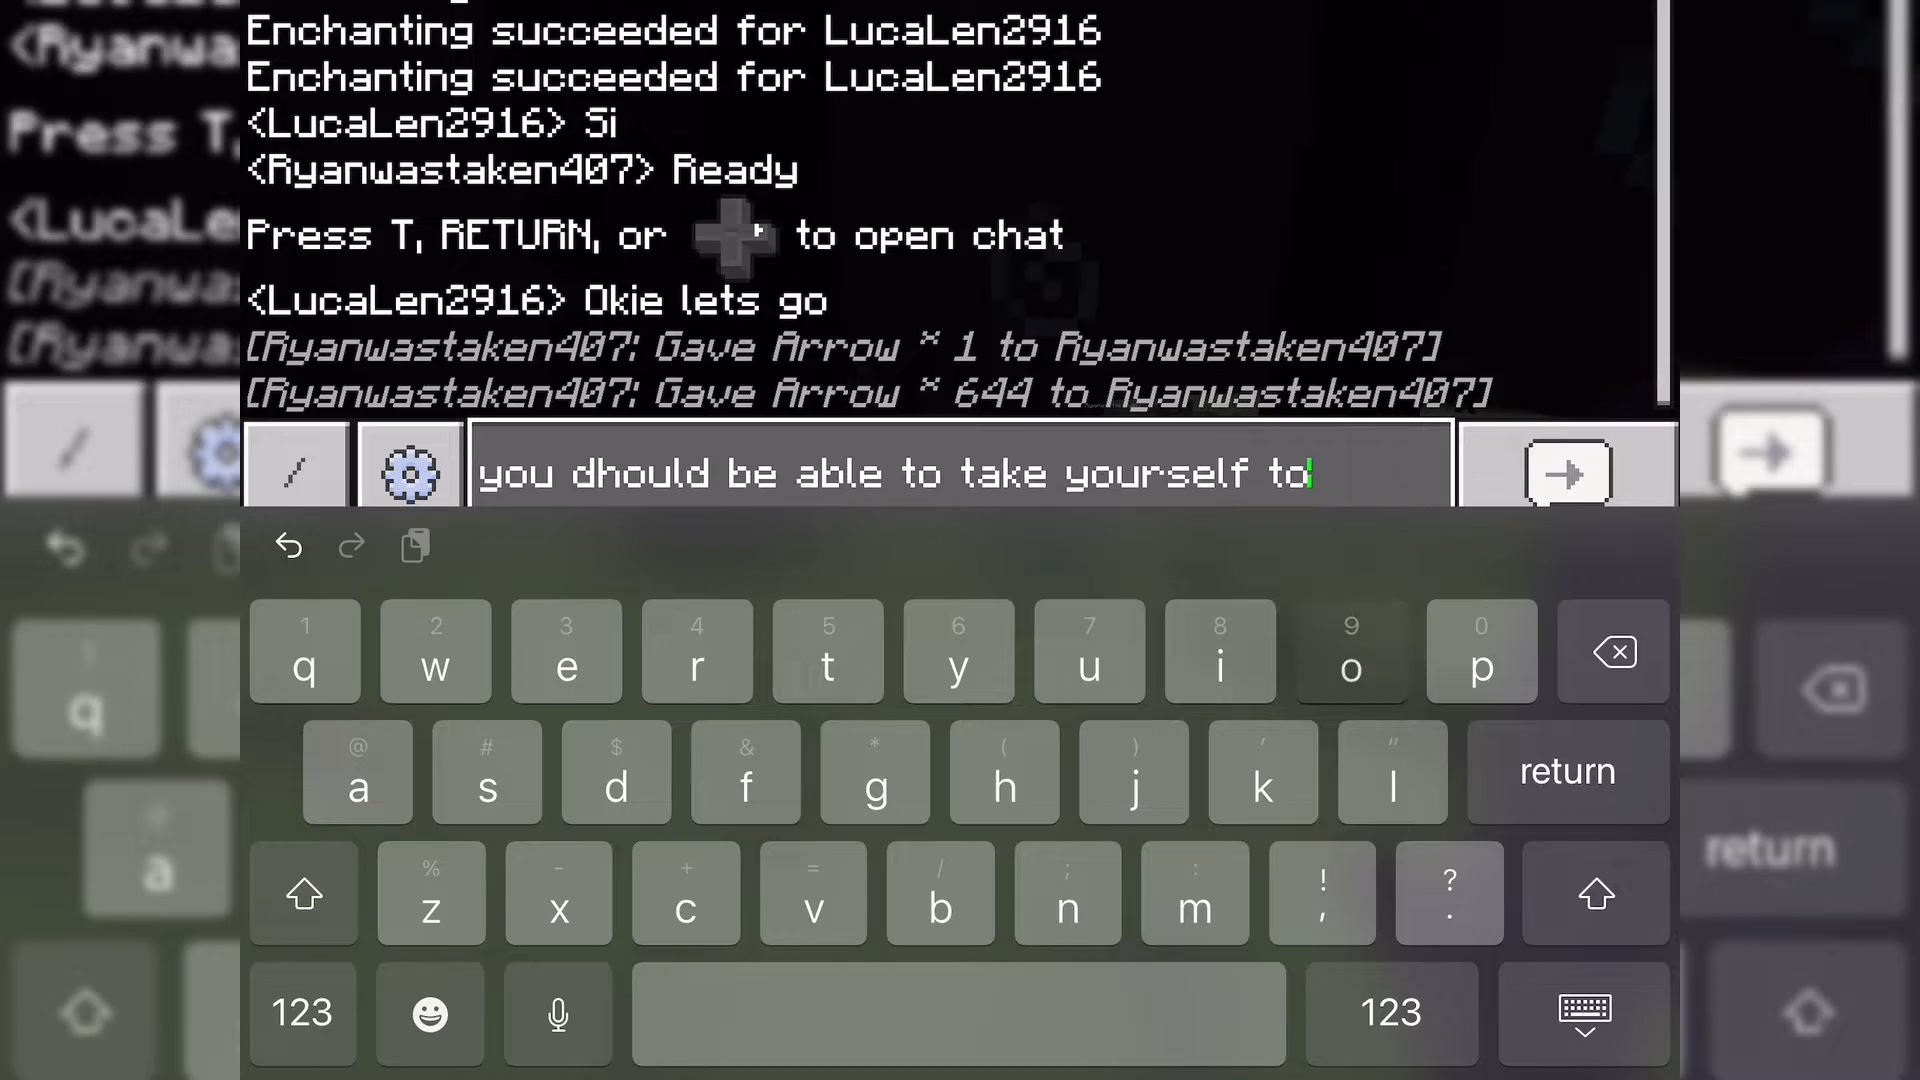 Enchanting succeeded for LucaLen2916
Enchanting succeeded for LucaLen2916
<LucaLen2916> Si
<Ryanwastaken407> Ready
Press T, RETURN, or to open chat
<LucaLen2916> Okie lets go
[Ryanwastaken407: Gave Arrow * 1 to Ryanwastaken407]
[Ryanwastaken407: Gave Arrow * 644 to Ryanwastaken407]
/ you dhould be able to take yourself to
1 2 3 4 5 6 7 8 9 0
q w e r t y u i o p
@ # $ & * ( ) ' "
a s d f g h j k l return
% - + = / ; : ! ?
z x c v b n m , .
123 123